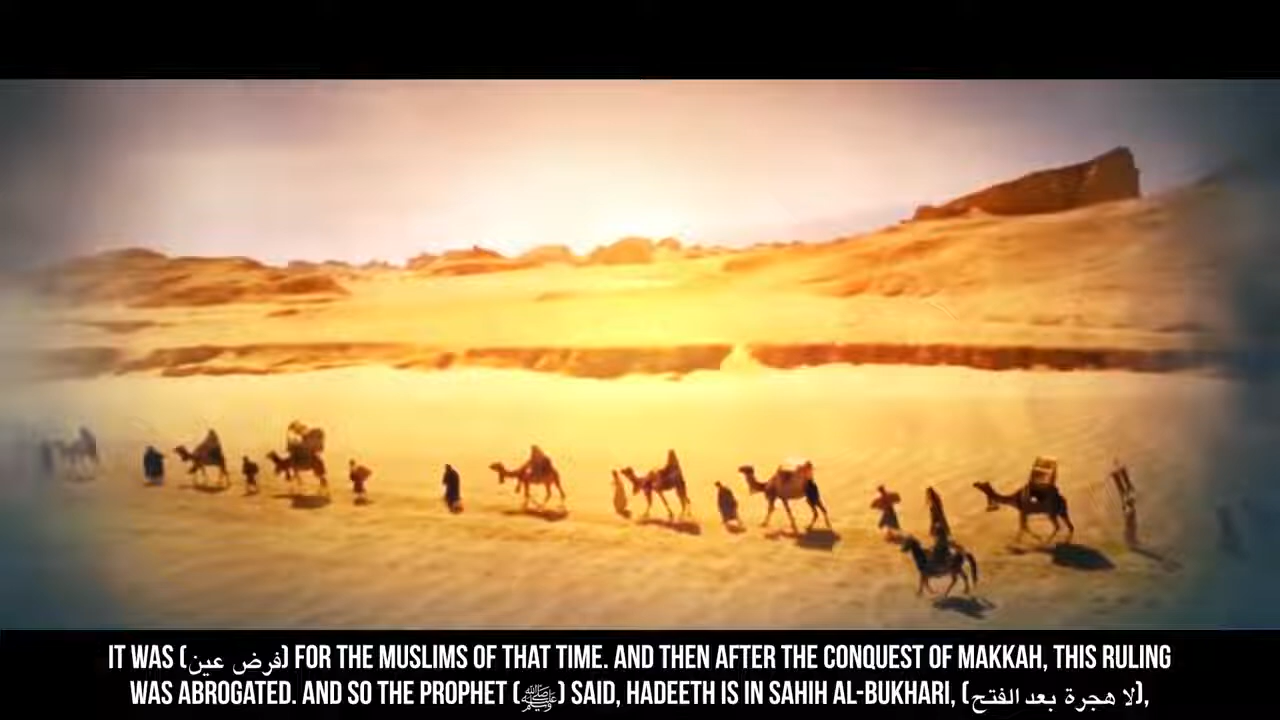 IT WAS (فرض عين) FOR THE MUSLIMS OF THAT TIME. AND THEN AFTER THE CONQUEST OF MAKKAH, THIS RULING
WAS ABROGATED. AND SO THE PROPHET (ﷺ) SAID, HADEETH IS IN SAHIH AL-BUKHARI, (لا هجرة بعد الفتح),